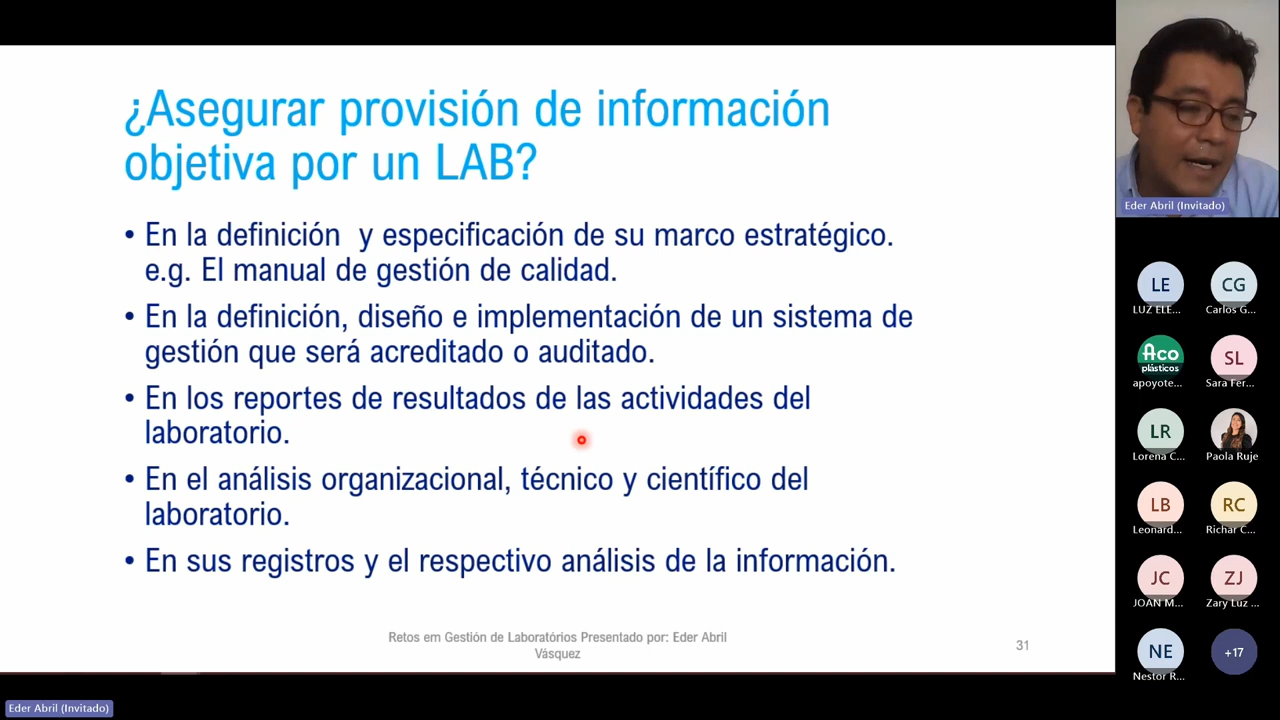 ¿Asegurar provisión de información
objetiva por un LAB?
• En la definición y especificación de su marco estratégico.
e.g. El manual de gestión de calidad.
• En la definición, diseño e implementación de un sistema de
gestión que será acreditado o auditado.
• En los reportes de resultados de las actividades del
laboratorio.
• En el análisis organizacional, técnico y científico del
laboratorio.
• En sus registros y el respectivo análisis de la información.
Retos em Gestión de Laboratórios Presentado por: Eder Abril
Vásquez
31
Eder Abril (Invitado)
LE
CG
LUZ ELE...
Carlos G...
Aco
plásticos
SL
apoyote...
Sara Fer...
LR
Lorena C...
Paola Ruje
LB
RC
Leonard...
Richar C...
JC
ZJ
JOAN M...
Zary Luz ...
NE
+17
Nestor R...
Eder Abril (Invitado)